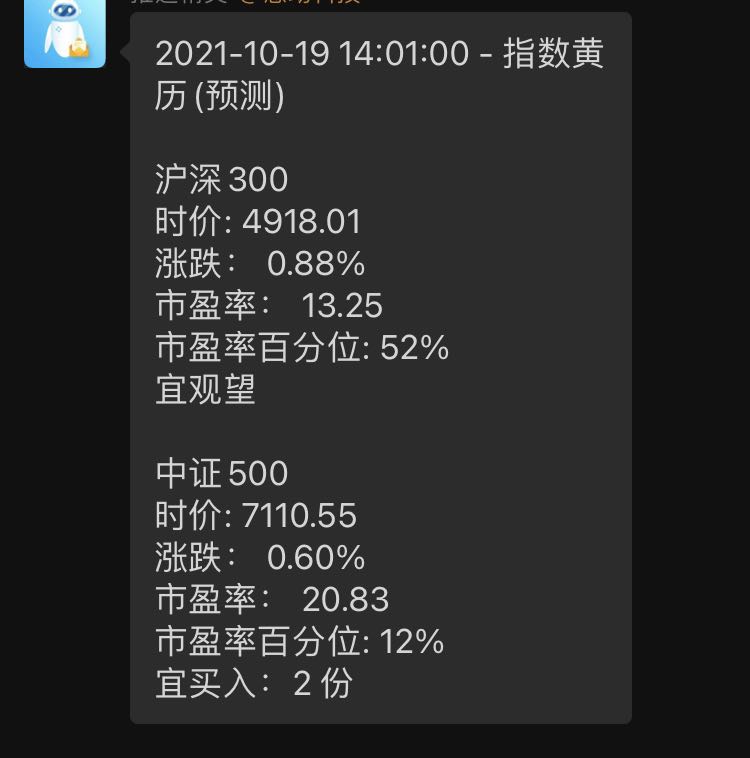 2021-10-19 14:01:00 - 指数黄
历 (预测)
沪深 300
时价: 4918.01
涨跌： 0.88%
市盈率： 13.25
市盈率百分位: 52%
宜观望
中证 500
时价: 7110.55
涨跌： 0.60%
市盈率： 20.83
市盈率百分位: 12%
宜买入：2 份